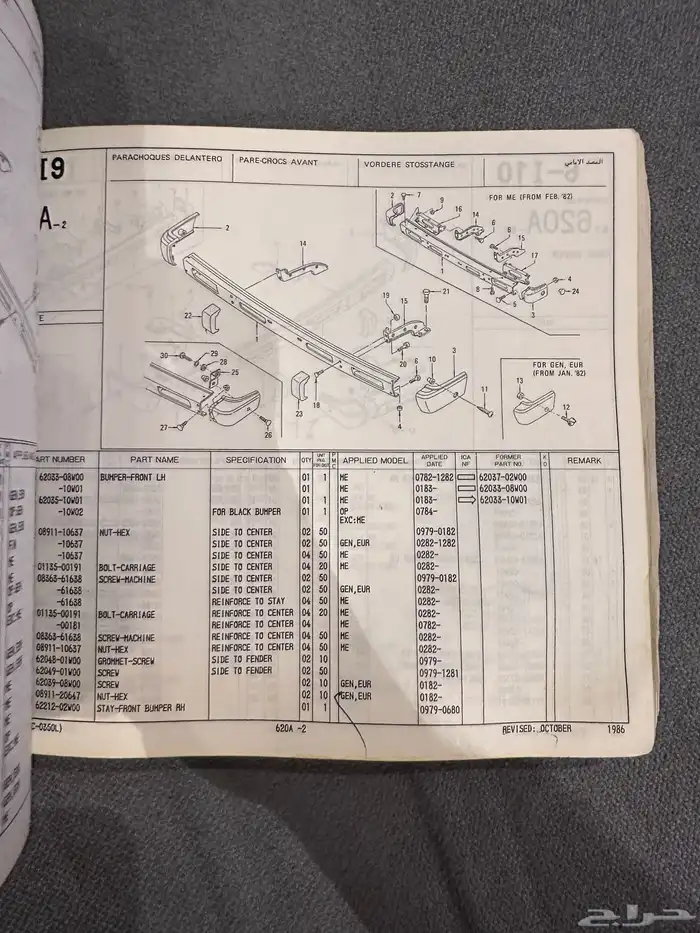 I9
A-2
E
PARACHOQUES DELANTERO PARE-CROCS AVANT VORDERE STOSSTANGE المصد الامامي
FOR ME (FROM FEB. '82)
FOR GEN, EUR
(FROM JAN. '82)
ART NUMBER PART NAME SPECIFICATION QTY APPLIED MODEL APPLIED DATE ICA NF FORMER PART NO. REMARK
62033-08W00 BUMPER-FRONT LH 01 1 ME 0782-1282 62037-02W00
-10W01 01 1 ME 0183- 62033-08W00
62035-10W01 01 1 ME 0183- 62033-10W01
-10W02 FOR BLACK BUMPER 01 1 OP 0784-
EXC:ME
08911-10637 NUT-HEX SIDE TO CENTER 02 50 0979-0182
-10637 SIDE TO CENTER 02 50 GEN,EUR 0282-1282
-10637 SIDE TO CENTER 04 50 ME 0282-
01135-00191 BOLT-CARRIAGE SIDE TO CENTER 04 20 ME 0282-
08363-61638 SCREW-MACHINE SIDE TO CENTER 02 50 0979-0182
-61638 SIDE TO CENTER 02 50 GEN,EUR 0282-
-61638 REINFORCE TO STAY 04 50 ME 0282-
01135-00191 BOLT-CARRIAGE REINFORCE TO CENTER 04 20 ME 0282-
-00181 REINFORCE TO CENTER 04 ME 0782-
08363-61638 SCREW-MACHINE REINFORCE TO CENTER 04 50 ME 0282-
08911-10637 NUT-HEX REINFORCE TO CENTER 04 50 ME 0282-
62048-01W00 GROMMET-SCREW SIDE TO FENDER 02 10 0979-
62049-01W00 SCREW SIDE TO FENDER 02 50 0979-1281
62039-08W00 SCREW 02 10 GEN,EUR 0182-
08911-20647 NUT-HEX 02 10 GEN,EUR 0182-
62212-02W00 STAY-FRONT BUMPER RH 01 1 0979-0680
C-0350L) 620A -2 REVISED: OCTOBER 1986
حراج